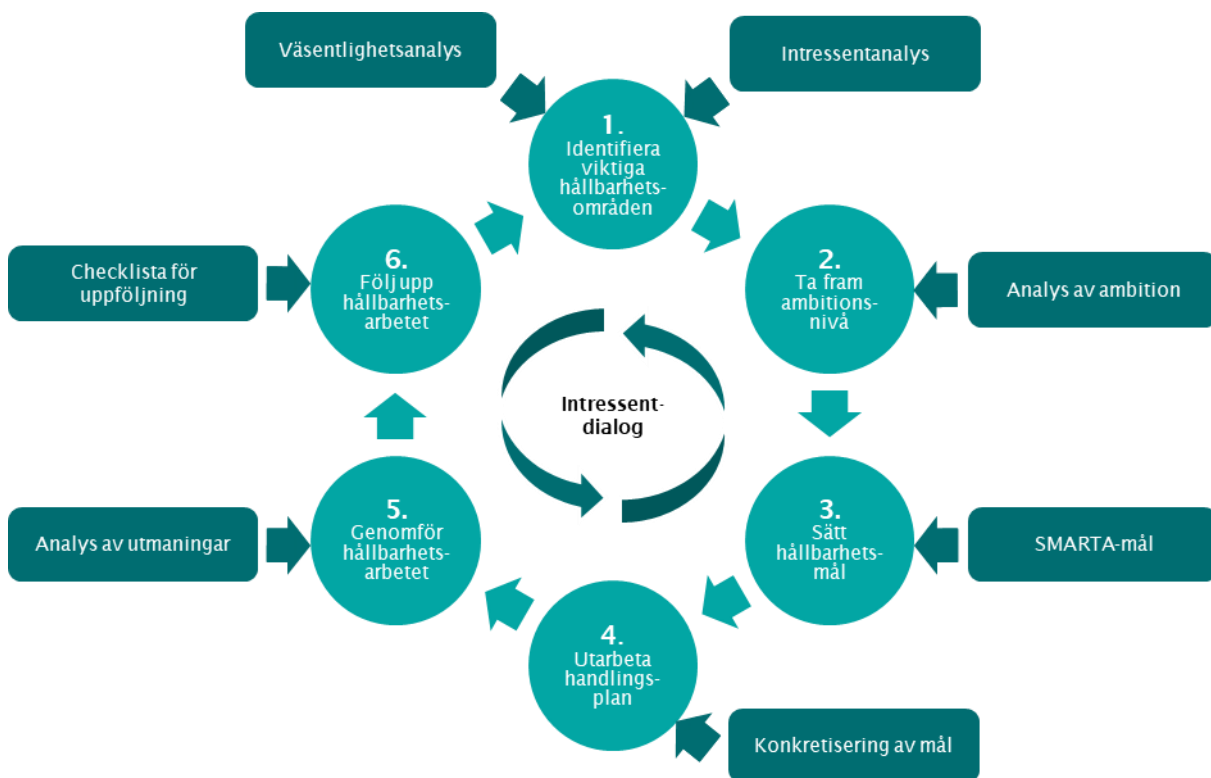 Väsentlighetsanalys
Intressentanalys
1.
Identifiera
viktiga
hållbarhets-
områden
6.
Följ upp
hållbarhets-
arbetet
2.
Ta fram
ambitions-
nivå
Checklista för
uppföljning
Analys av ambition
Intressent-
dialog
5.
Genomför
hållbarhets-
arbetet
3.
Sätt
hållbarhets-
mål
Analys av utmaningar
SMARTA-mål
4.
Utarbeta
handlings-
plan
Konkretisering av mål